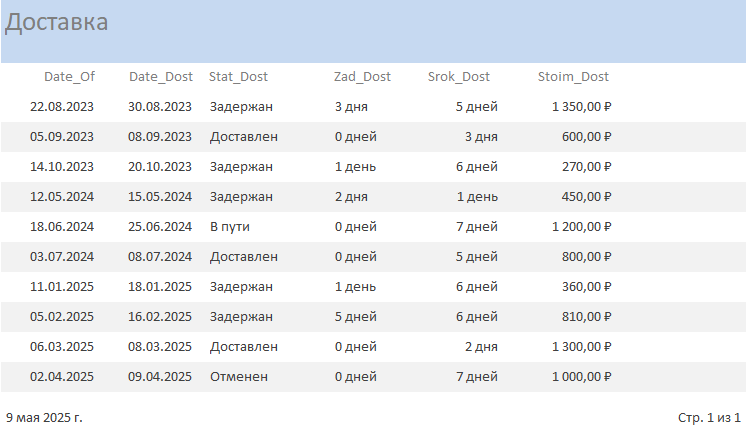 Доставка
Date_Of Date_Dost Stat_Dost Zad_Dost Srok_Dost Stoim_Dost
22.08.2023 30.08.2023 Задержан 3 дня 5 дней 1 350,00 ₽
05.09.2023 08.09.2023 Доставлен 0 дней 3 дня 600,00 ₽
14.10.2023 20.10.2023 Задержан 1 день 6 дней 270,00 ₽
12.05.2024 15.05.2024 Задержан 2 дня 1 день 450,00 ₽
18.06.2024 25.06.2024 В пути 0 дней 7 дней 1 200,00 ₽
03.07.2024 08.07.2024 Доставлен 0 дней 5 дней 800,00 ₽
11.01.2025 18.01.2025 Задержан 1 день 6 дней 360,00 ₽
05.02.2025 16.02.2025 Задержан 5 дней 6 дней 810,00 ₽
06.03.2025 08.03.2025 Доставлен 0 дней 2 дня 1 300,00 ₽
02.04.2025 09.04.2025 Отменен 0 дней 7 дней 1 000,00 ₽
9 мая 2025 г. Стр. 1 из 1